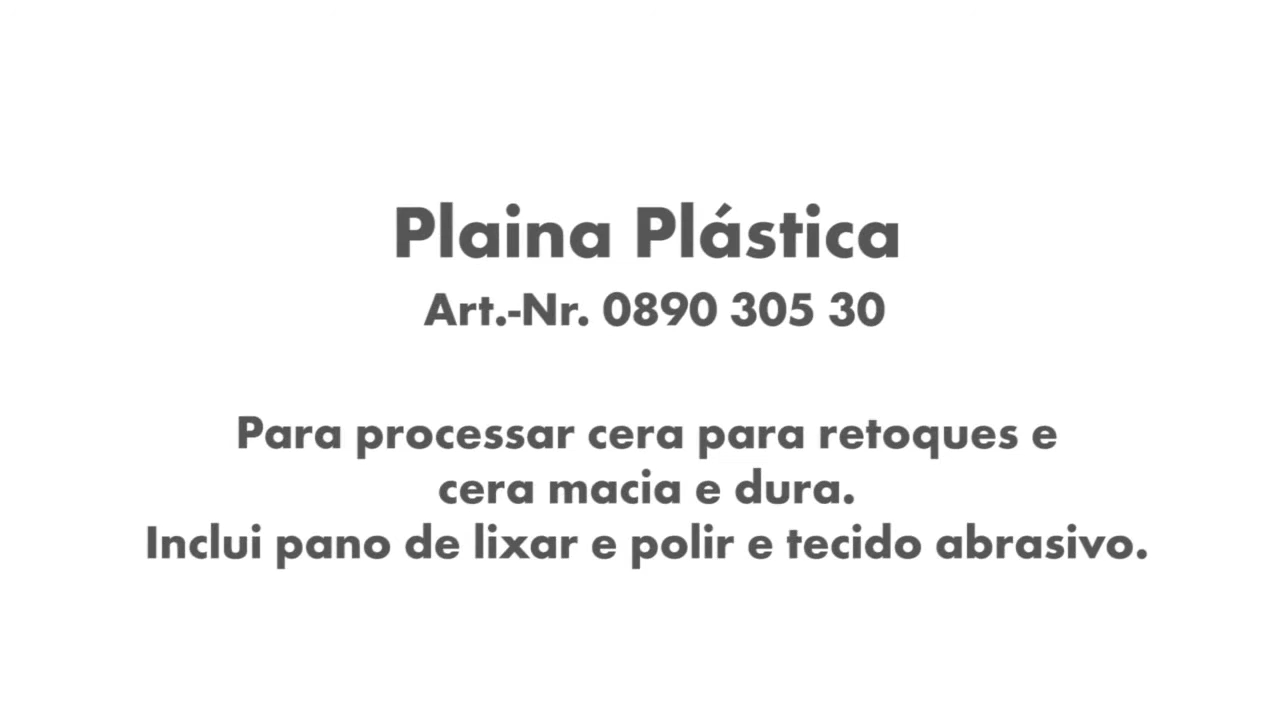 Plaina Plástica
Art.-Nr. 0890 305 30
Para processar cera para retoques e
cera macia e dura.
Inclui pano de lixar e polir e tecido abrasivo.